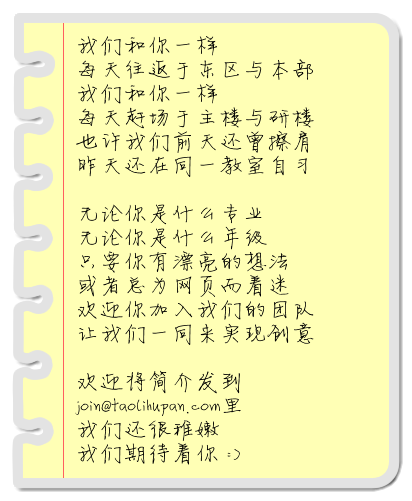 我们和你一样
每天往返于东区与本部
我们和你一样
每天赶场于主楼与研楼
也许我们前天还曾擦肩
昨天还在同一教室自习
无论你是什么专业
无论你是什么年级
只要你有漂亮的想法
或者总为网页而着迷
欢迎你加入我们的团队
让我们一同来实现创意
欢迎将简介发到
join@taolihupan.com里
我们还很稚嫩
我们期待着你 :)